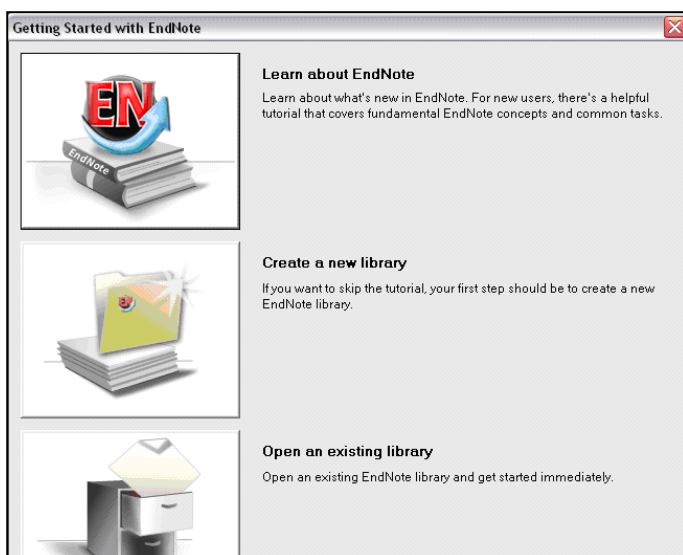 Getting Started with EndNote
EN
EndNote
Learn about EndNote
Learn about what's new in EndNote. For new users, there's a helpful
tutorial that covers fundamental EndNote concepts and common tasks.
EN
Create a new library
If you want to skip the tutorial, your first step should be to create a new
EndNote library.
Open an existing library
Open an existing EndNote library and get started immediately.